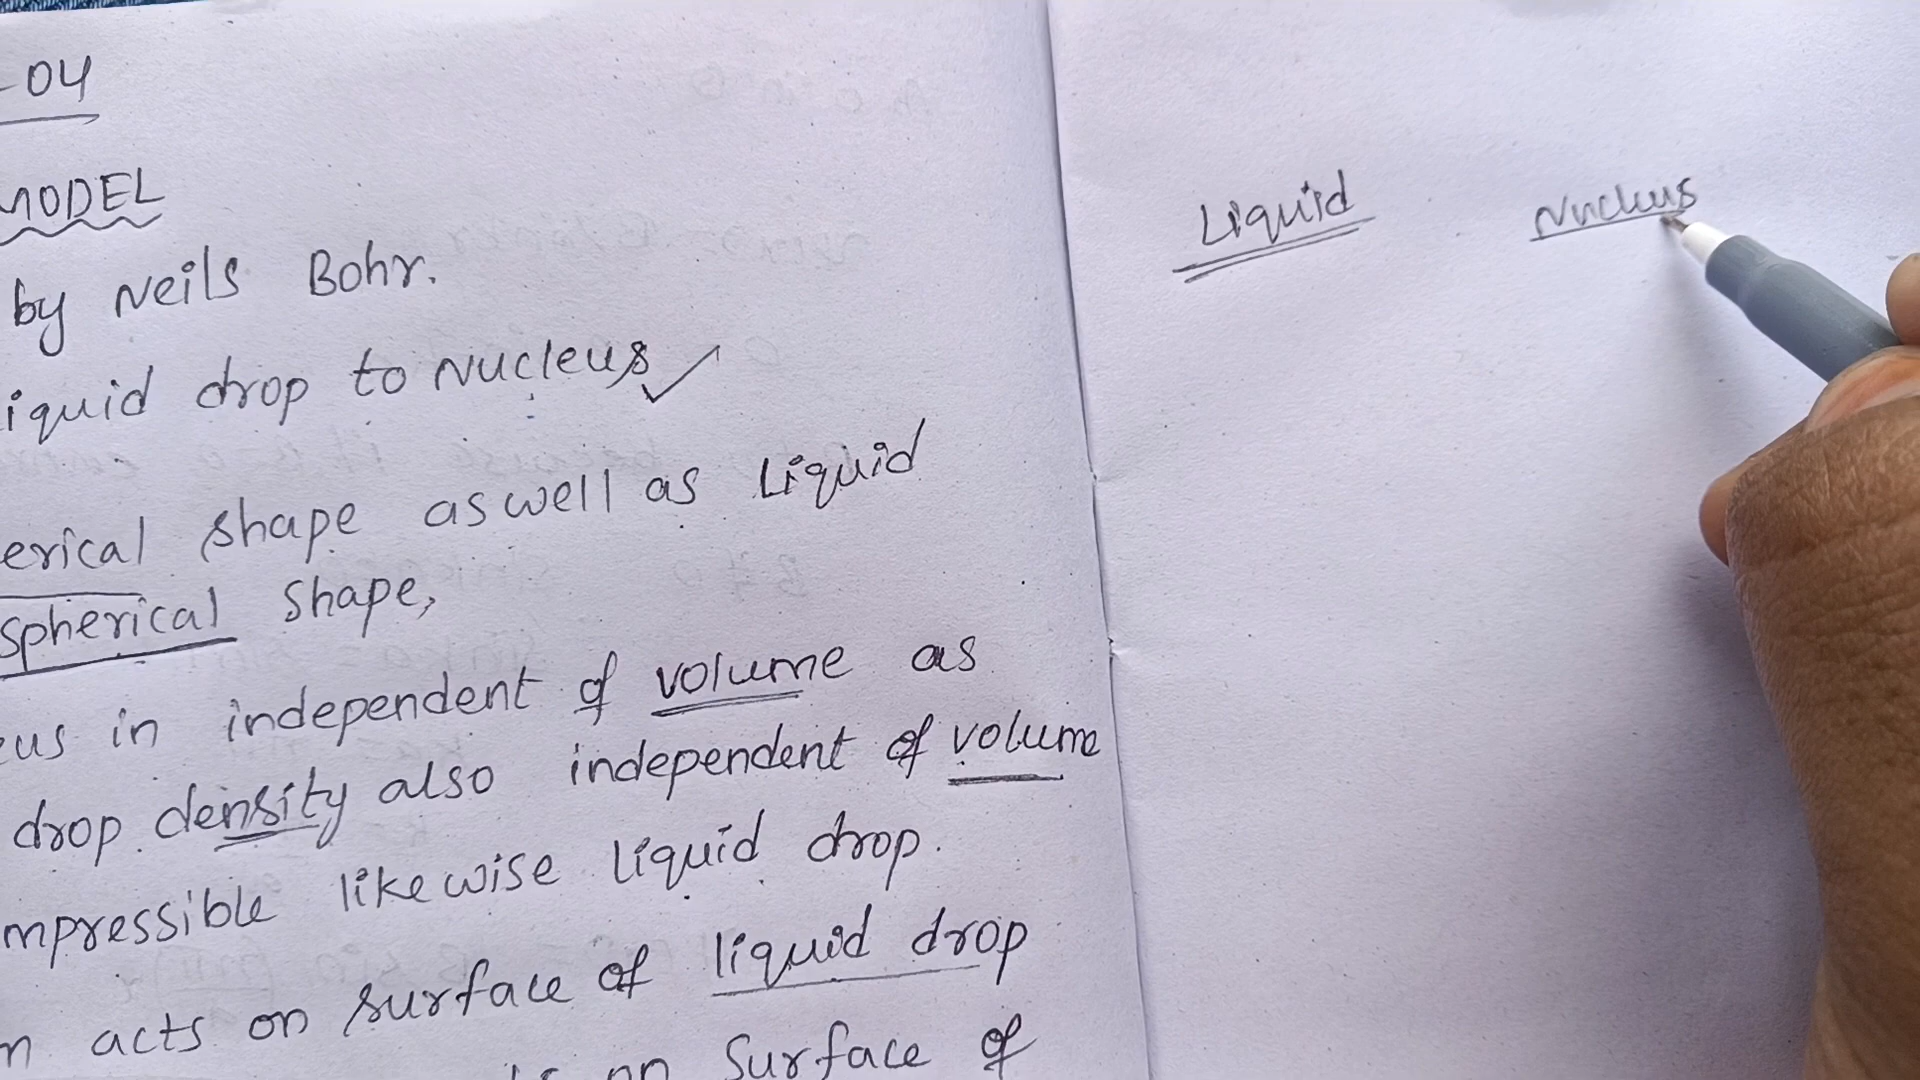 -04
MODEL
by Neils Bohr.
iquid drop to Nucleus
erical shape as well as Liquid
spherical shape,
eus in independent of volume as
drop density also independent of volume
mpressible likewise liquid drop.
n acts on surface of liquid drop
on surface of
Liquid Nucleus